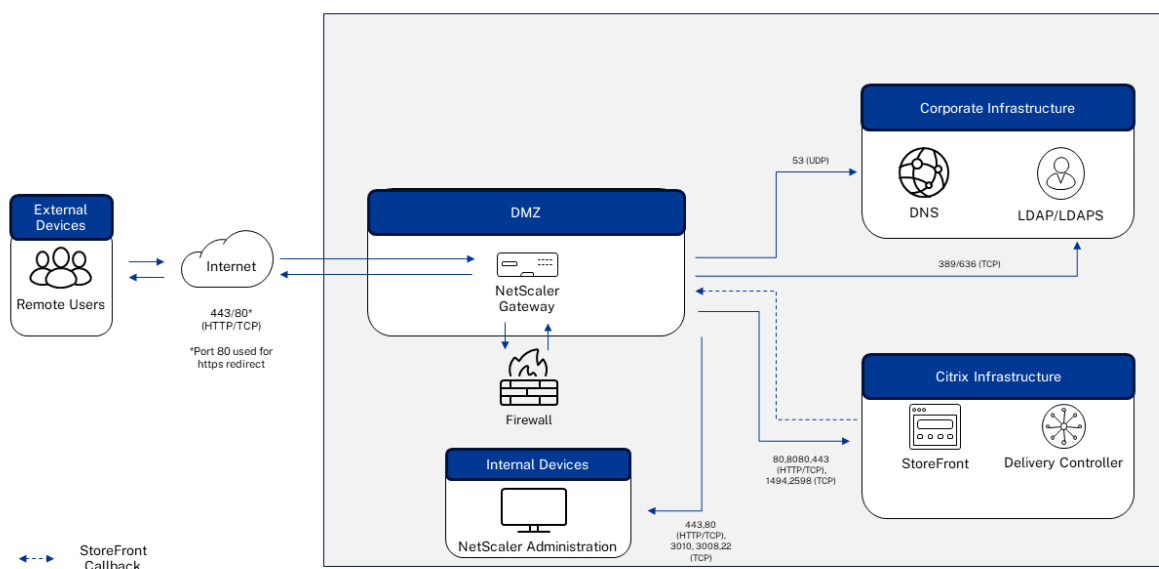 External
Devices
Remote Users
Internet
443/80*
(HTTP/TCP)
*Port 80 used for
https redirect
DMZ
NetScaler
Gateway
Firewall
Internal Devices
NetScaler Administration
443,80
(HTTP/TCP),
3010, 3008,22
(TCP)
53 (UDP)
389/636 (TCP)
Corporate Infrastructure
DNS
LDAP/LDAPS
Citrix Infrastructure
StoreFront
Delivery Controller
80,8080,443
(HTTP/TCP),
1494,2598 (TCP)
StoreFront
Callback